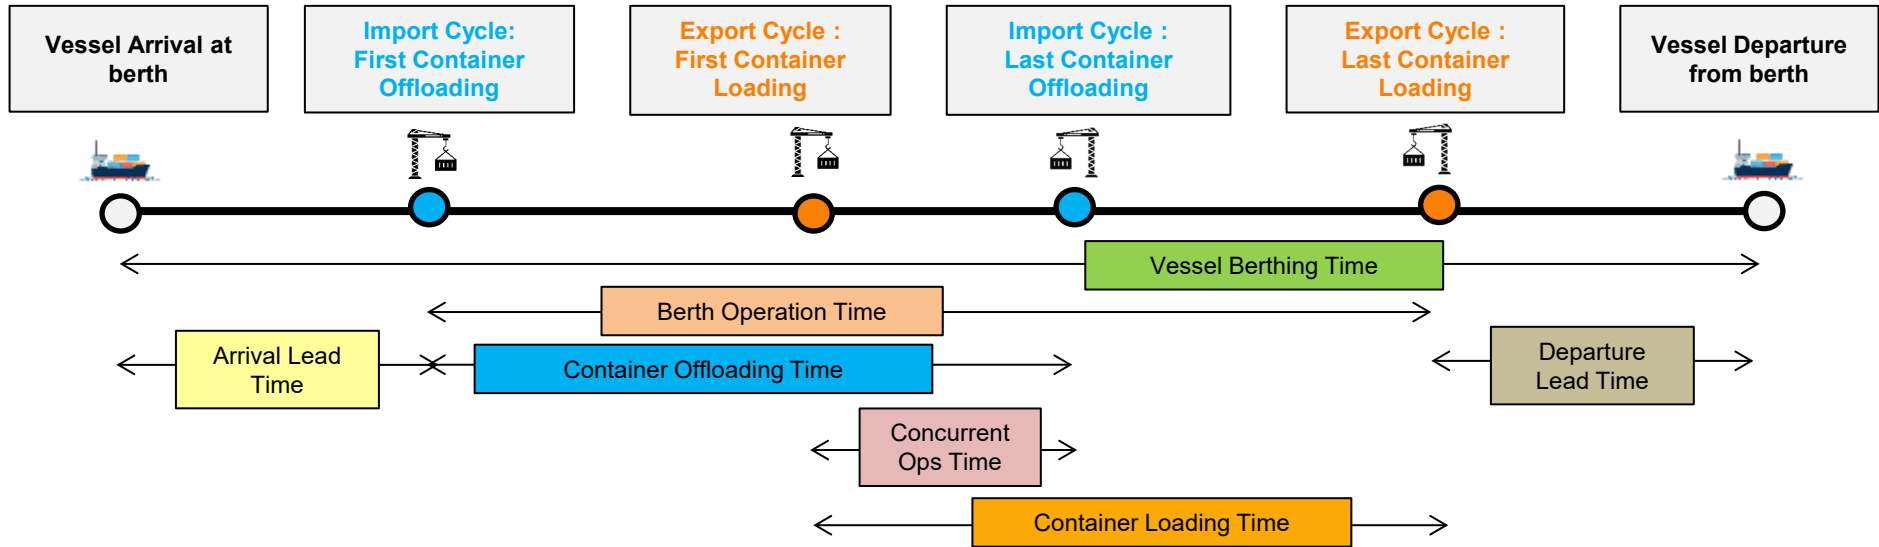 Vessel Arrival at
berth
Import Cycle:
First Container
Offloading
Export Cycle :
First Container
Loading
Import Cycle :
Last Container
Offloading
Export Cycle :
Last Container
Loading
Vessel Departure
from berth
Vessel Berthing Time
Berth Operation Time
Arrival Lead
Time
Container Offloading Time
Departure
Lead Time
Concurrent
Ops Time
Container Loading Time